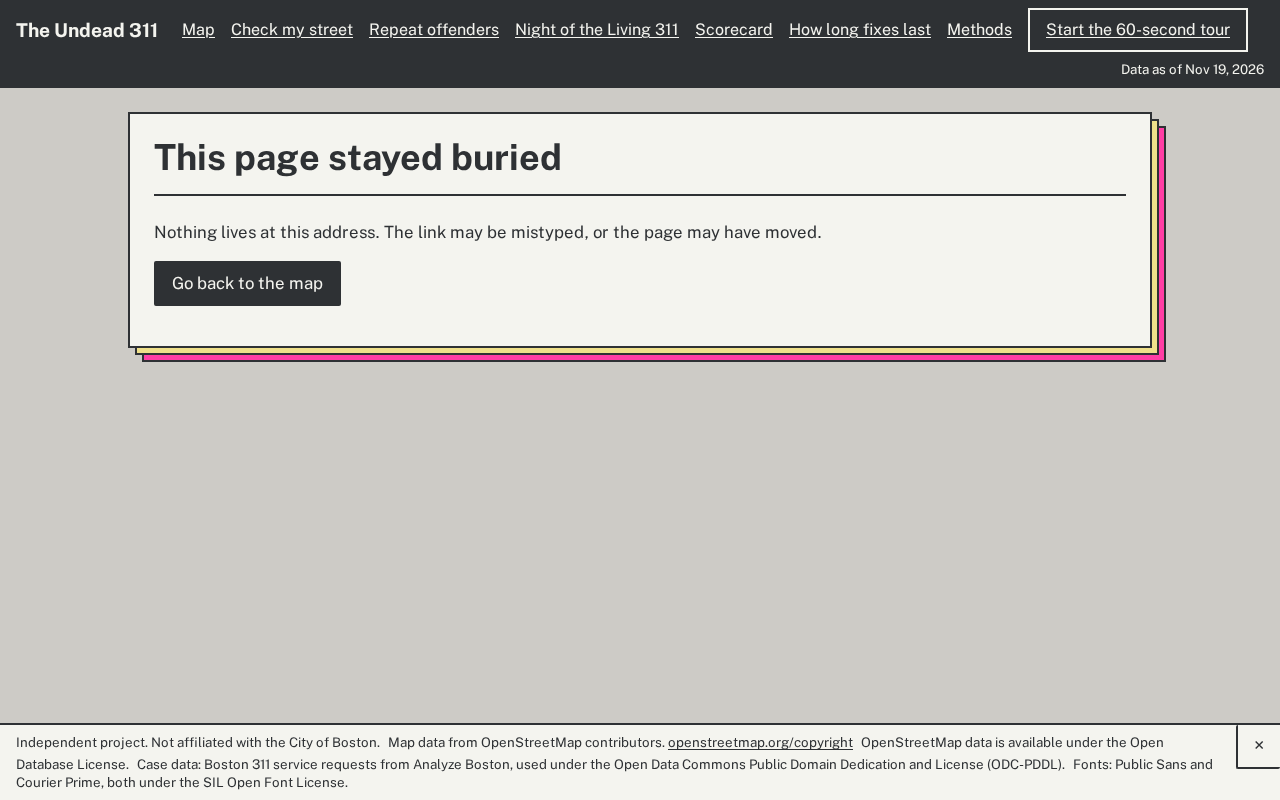 The Undead 311 Map Check my street Repeat offenders Night of the Living 311 Scorecard How long fixes last Methods Start the 60-second tour
Data as of Nov 19, 2026
This page stayed buried
Nothing lives at this address. The link may be mistyped, or the page may have moved.
Go back to the map
Independent project. Not affiliated with the City of Boston. Map data from OpenStreetMap contributors. openstreetmap.org/copyright OpenStreetMap data is available under the Open
Database License. Case data: Boston 311 service requests from Analyze Boston, used under the Open Data Commons Public Domain Dedication and License (ODC-PDDL). Fonts: Public Sans and
Courier Prime, both under the SIL Open Font License.
×